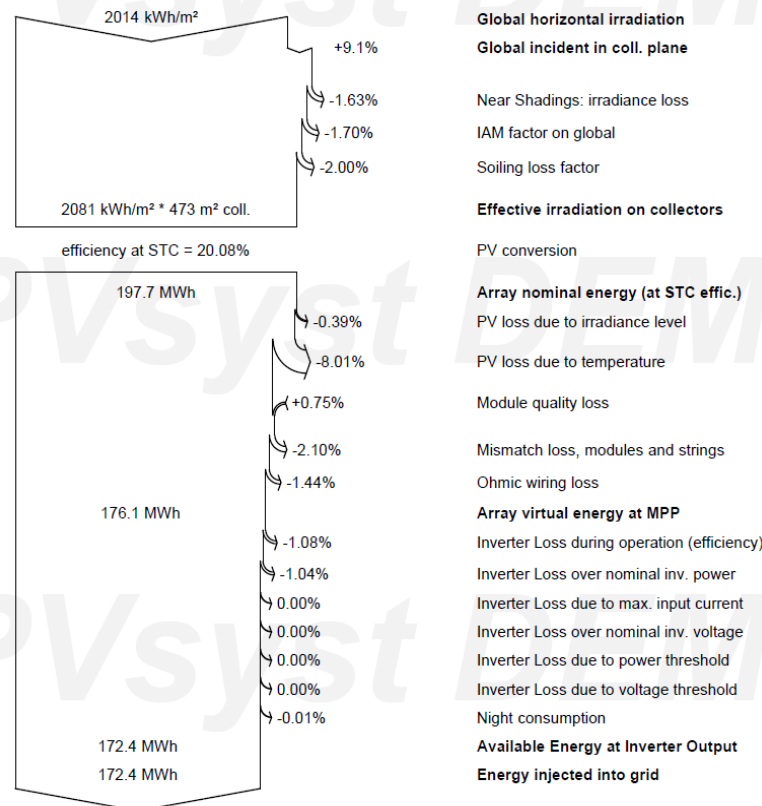 2014 kWh/m² Global horizontal irradiation
+9.1% Global incident in coll. plane
-1.63% Near Shadings: irradiance loss
-1.70% IAM factor on global
-2.00% Soiling loss factor
2081 kWh/m² * 473 m² coll. Effective irradiation on collectors
efficiency at STC = 20.08% PV conversion
197.7 MWh Array nominal energy (at STC effic.)
-0.39% PV loss due to irradiance level
-8.01% PV loss due to temperature
+0.75% Module quality loss
-2.10% Mismatch loss, modules and strings
-1.44% Ohmic wiring loss
176.1 MWh Array virtual energy at MPP
-1.08% Inverter Loss during operation (efficiency)
-1.04% Inverter Loss over nominal inv. power
0.00% Inverter Loss due to max. input current
0.00% Inverter Loss over nominal inv. voltage
0.00% Inverter Loss due to power threshold
0.00% Inverter Loss due to voltage threshold
-0.01% Night consumption
172.4 MWh Available Energy at Inverter Output
172.4 MWh Energy injected into grid
PVsyst DEM
PVsyst DEM